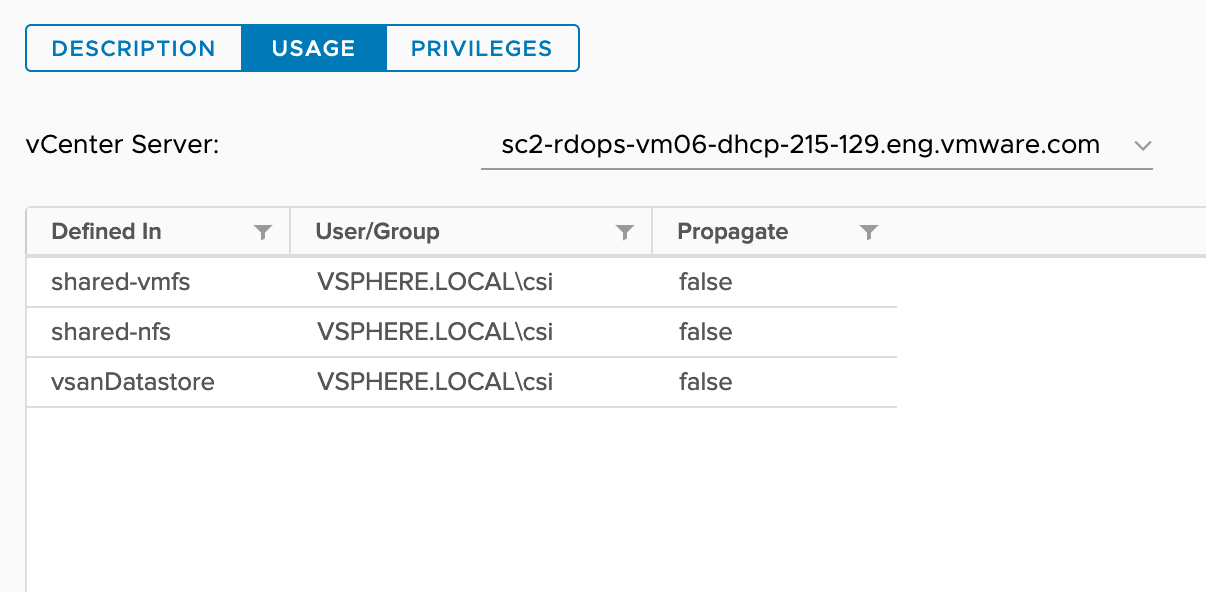 DESCRIPTION USAGE PRIVILEGES
vCenter Server: sc2-rdops-vm06-dhcp-215-129.eng.vmware.com
Defined In User/Group Propagate
shared-vmfs VSPHERE.LOCAL\csi false
shared-nfs VSPHERE.LOCAL\csi false
vsanDatastore VSPHERE.LOCAL\csi false